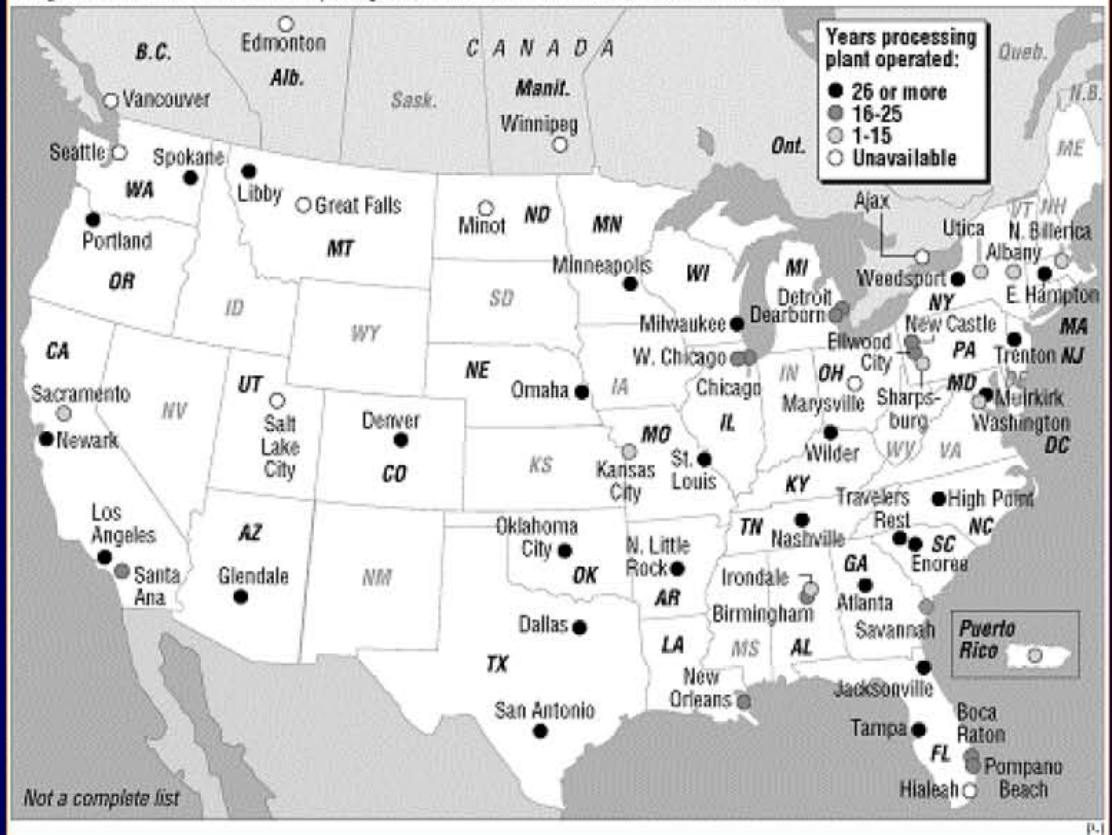 Years processing
plant operated:
26 or more
16-25
1-15
Unavailable
C A N A D A
B.C.
Edmonton
Alb.
Sask.
Manit.
Winnipeg
Ont.
Queb.
N.B.
Vancouver
Seattle
Spokane
WA
Libby
Great Falls
MT
Minot
ND
MN
Portland
OR
ID
WY
SD
Minneapolis
WI
MI
Milwaukee
Detroit
Dearborn
W. Chicago
Chicago
Ajax
Utica
Weedsport
NY
VT
NH
ME
N. Billerica
Albany
E. Hampton
MA
New Castle
Ellwood
City
PA
Trenton
NJ
Sharps-
burg
MD
DE
Muirkirk
Washington
DC
CA
Sacramento
Newark
NV
UT
Salt
Lake
City
Denver
CO
NE
Omaha
IA
KS
MO
Kansas
City
St.
Louis
IL
IN
OH
Marysville
Wilder
WV
VA
KY
Los
Angeles
Santa
Ana
AZ
Glendale
NM
Oklahoma
City
OK
N. Little
Rock
AR
TN
Nashville
Travelers
Rest
High Point
NC
SC
Enoree
GA
Atlanta
Irondale
Birmingham
Savannah
Dallas
TX
San Antonio
LA
New
Orleans
MS
AL
Jacksonville
Tampa
FL
Boca
Raton
Pompano
Beach
Hialeah
Puerto
Rico
Not a complete list
P-I